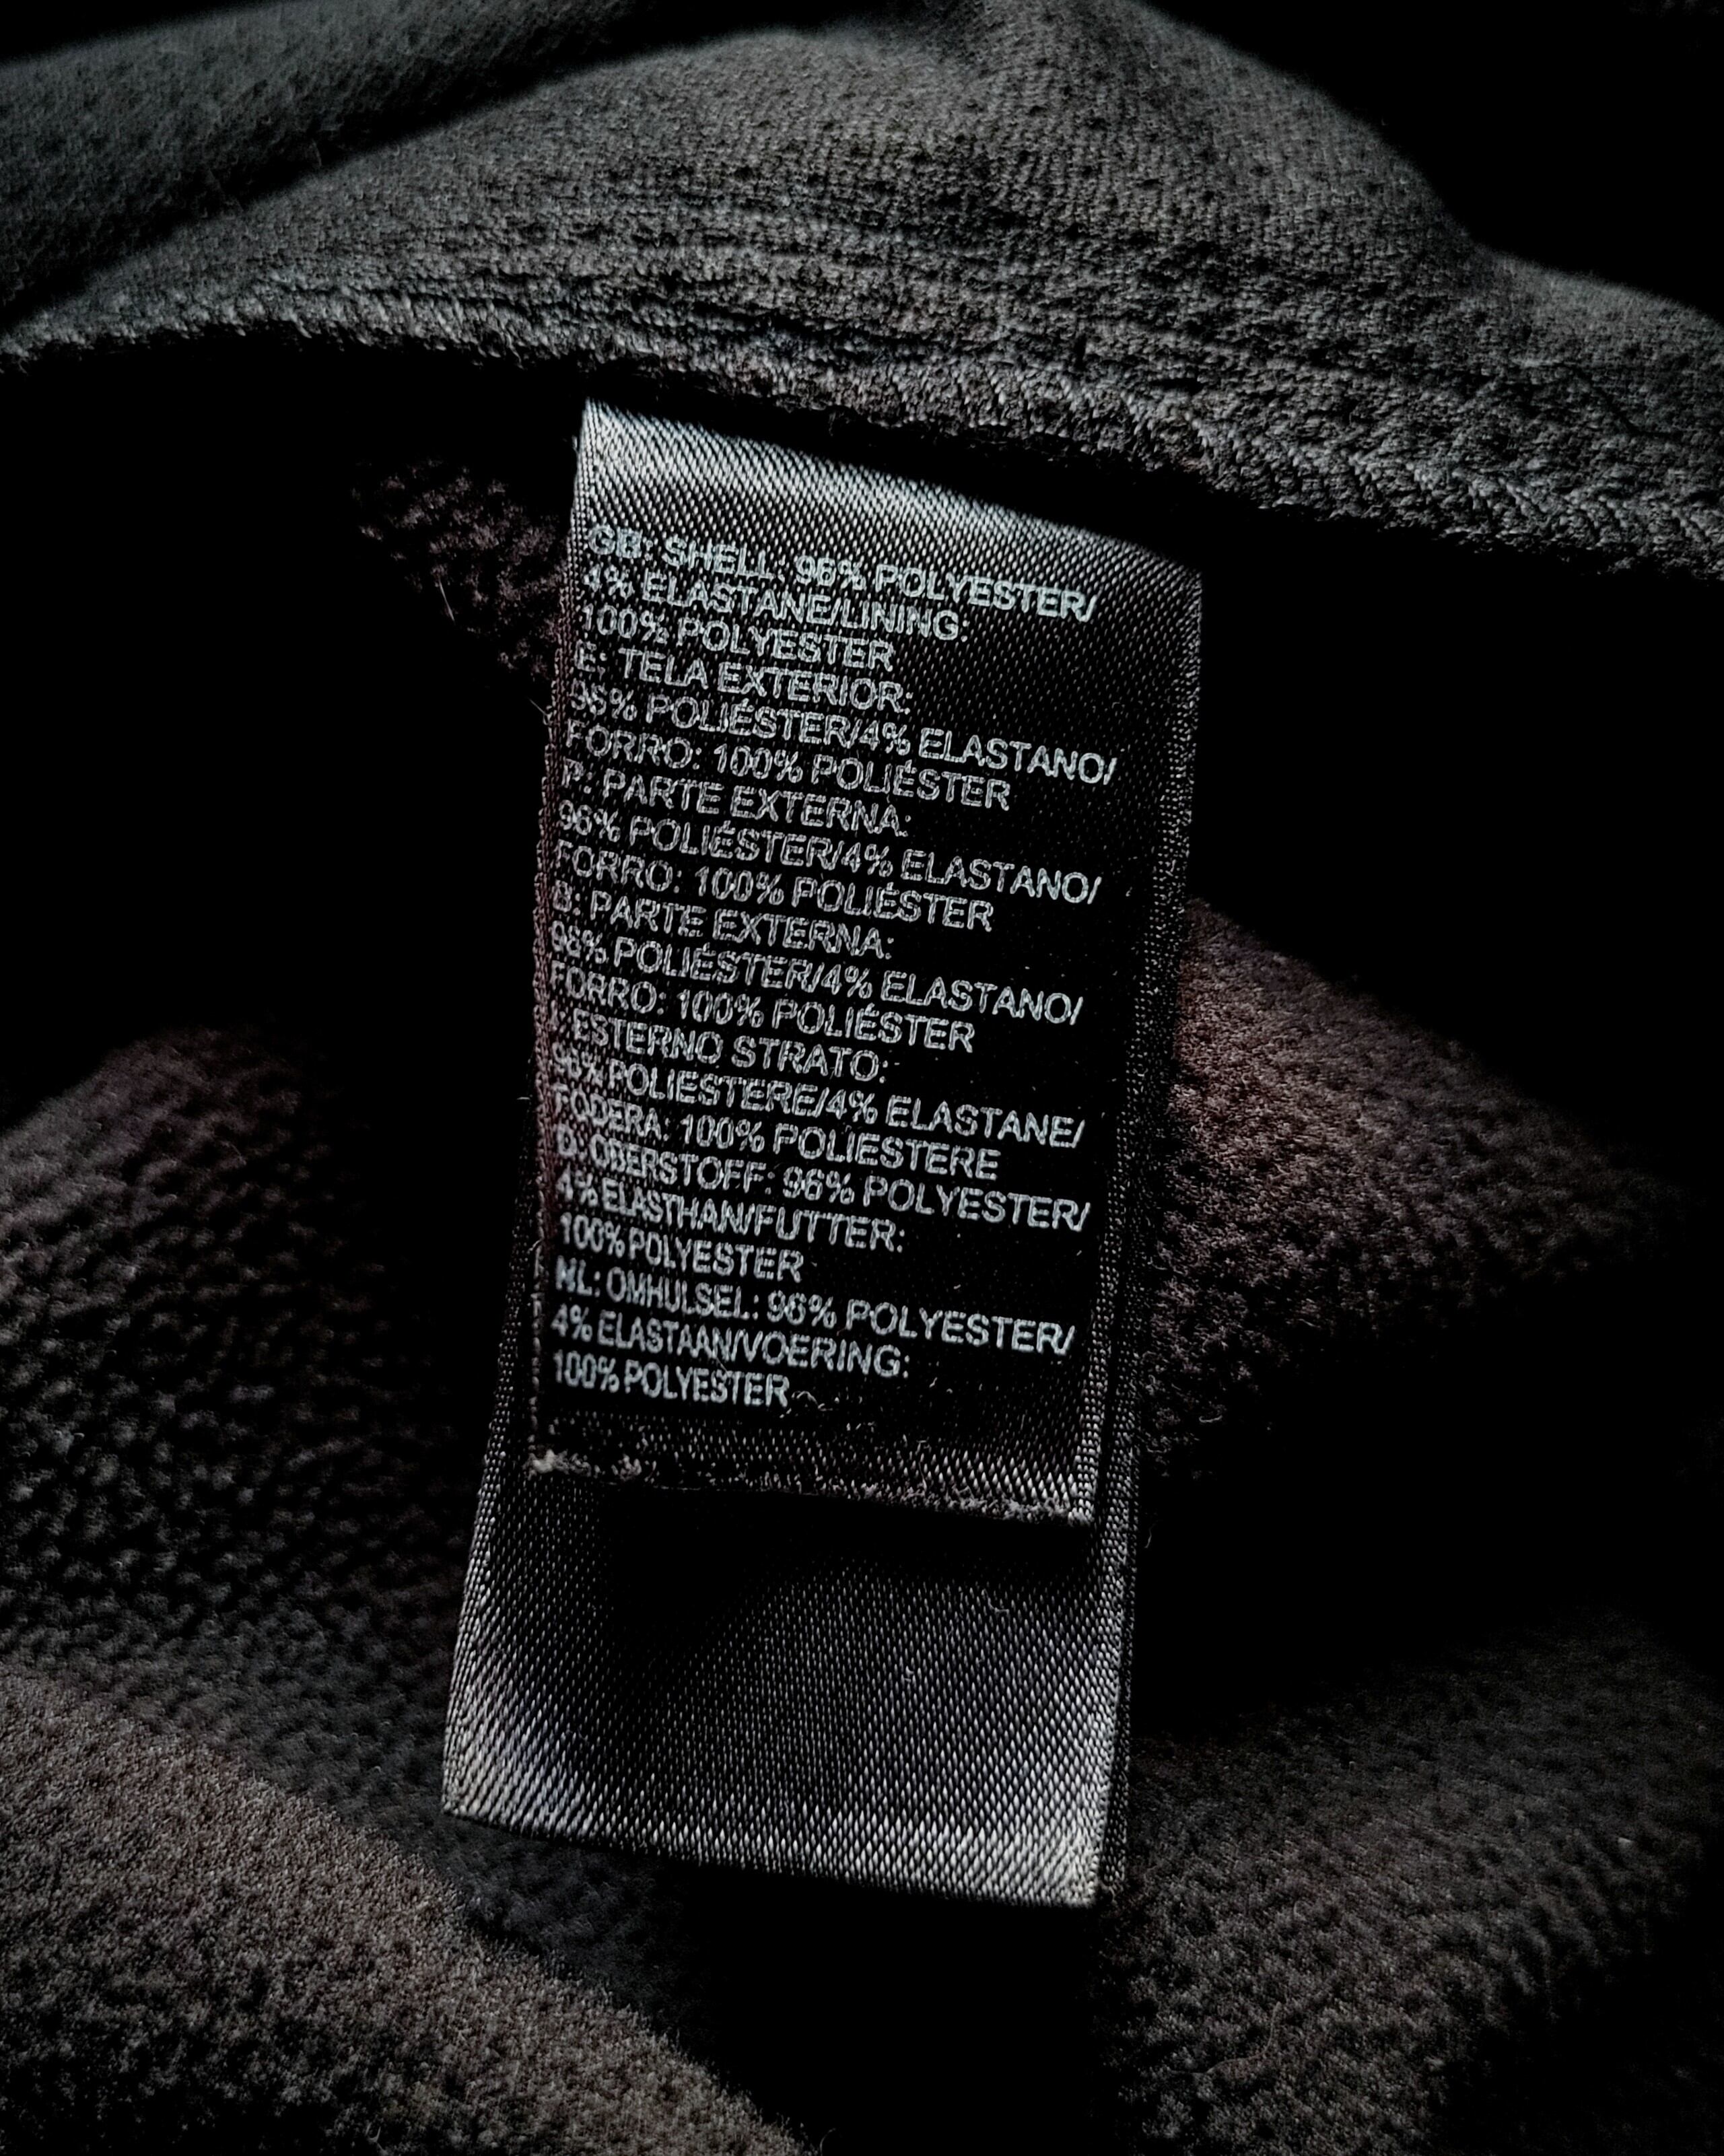 GB: SHELL: 96% POLYESTER/
4% ELASTANE/LINING:
100% POLYESTER
E: TELA EXTERIOR:
96% POLIÉSTER/4% ELASTANO/
FORRO: 100% POLIÉSTER
P: PARTE EXTERNA:
96% POLIÉSTER/4% ELASTANO/
FORRO: 100% POLIÉSTER
B: PARTE EXTERNA:
96% POLIÉSTER/4% ELASTANO/
FORRO: 100% POLIÉSTER
I: ESTERNO STRATO:
96% POLIESTERE/4% ELASTANE/
FODERA: 100% POLIESTERE
D: OBERSTOFF: 96% POLYESTER/
4% ELASTHAN/FUTTER:
100% POLYESTER
NL: OMHULSEL: 96% POLYESTER/
4% ELASTAAN/VOERING:
100% POLYESTER